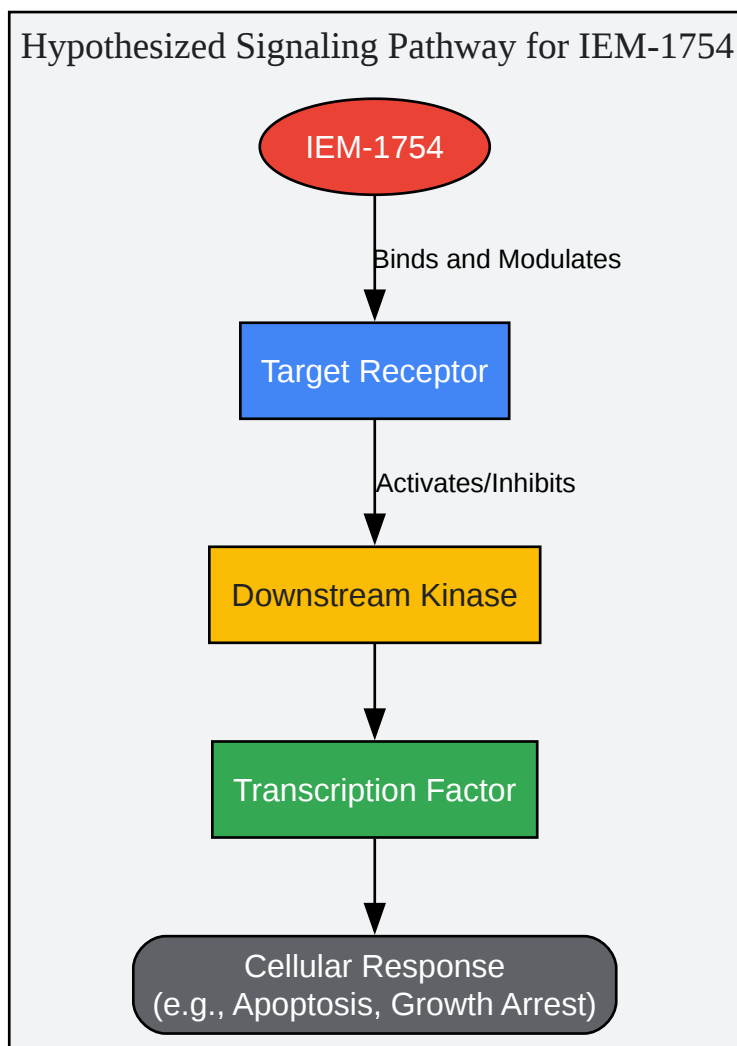 Hypothesized Signaling Pathway for IEM-1754
IEM-1754
Binds and Modulates
Target Receptor
Activates/Inhibits
Downstream Kinase
Transcription Factor
Cellular Response
(e.g., Apoptosis, Growth Arrest)